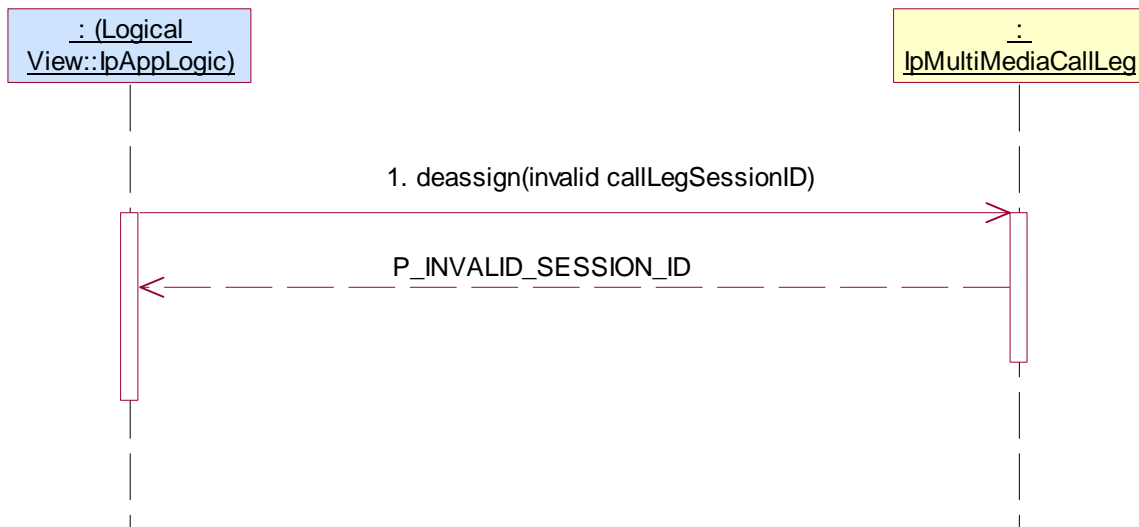 : (Logical
View::IpAppLogic)
:
IpMultiMediaCallLeg
1. deassign(invalid callLegSessionID)
P_INVALID_SESSION_ID